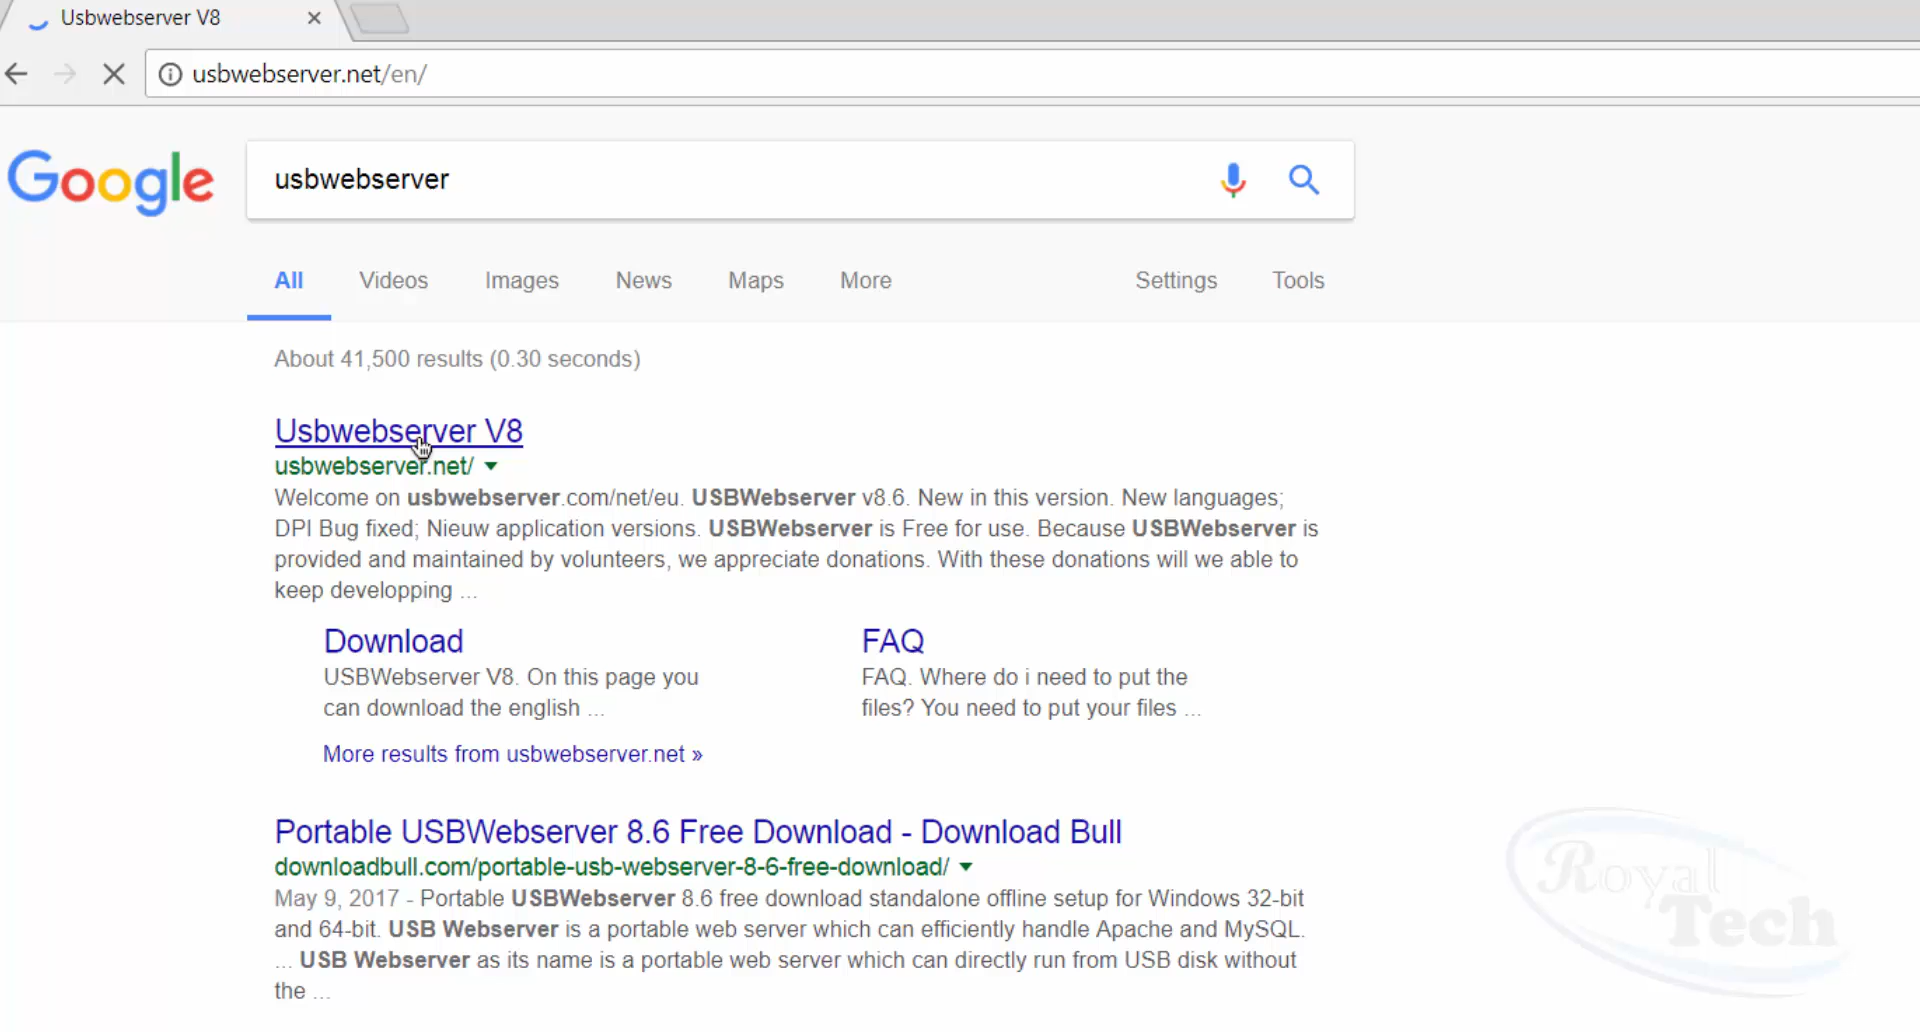 Usbwebserver V8
usbwebserver.net/en/
Google
usbwebserver
All Videos Images News Maps More Settings Tools
About 41,500 results (0.30 seconds)
Usbwebserver V8
usbwebserver.net/
Welcome on usbwebserver.com/net/eu. USBWebserver v8.6. New in this version. New languages;
DPI Bug fixed; Nieuw application versions. USBWebserver is Free for use. Because USBWebserver is
provided and maintained by volunteers, we appreciate donations. With these donations will we able to
keep developping ...
Download
USBWebserver V8. On this page you
can download the english ...
FAQ
FAQ. Where do i need to put the
files? You need to put your files ...
More results from usbwebserver.net »
Portable USBWebserver 8.6 Free Download - Download Bull
downloadbull.com/portable-usb-webserver-8-6-free-download/
May 9, 2017 - Portable USBWebserver 8.6 free download standalone offline setup for Windows 32-bit
and 64-bit. USB Webserver is a portable web server which can efficiently handle Apache and MySQL.
... USB Webserver as its name is a portable web server which can directly run from USB disk without
the ...
Royal
Tech